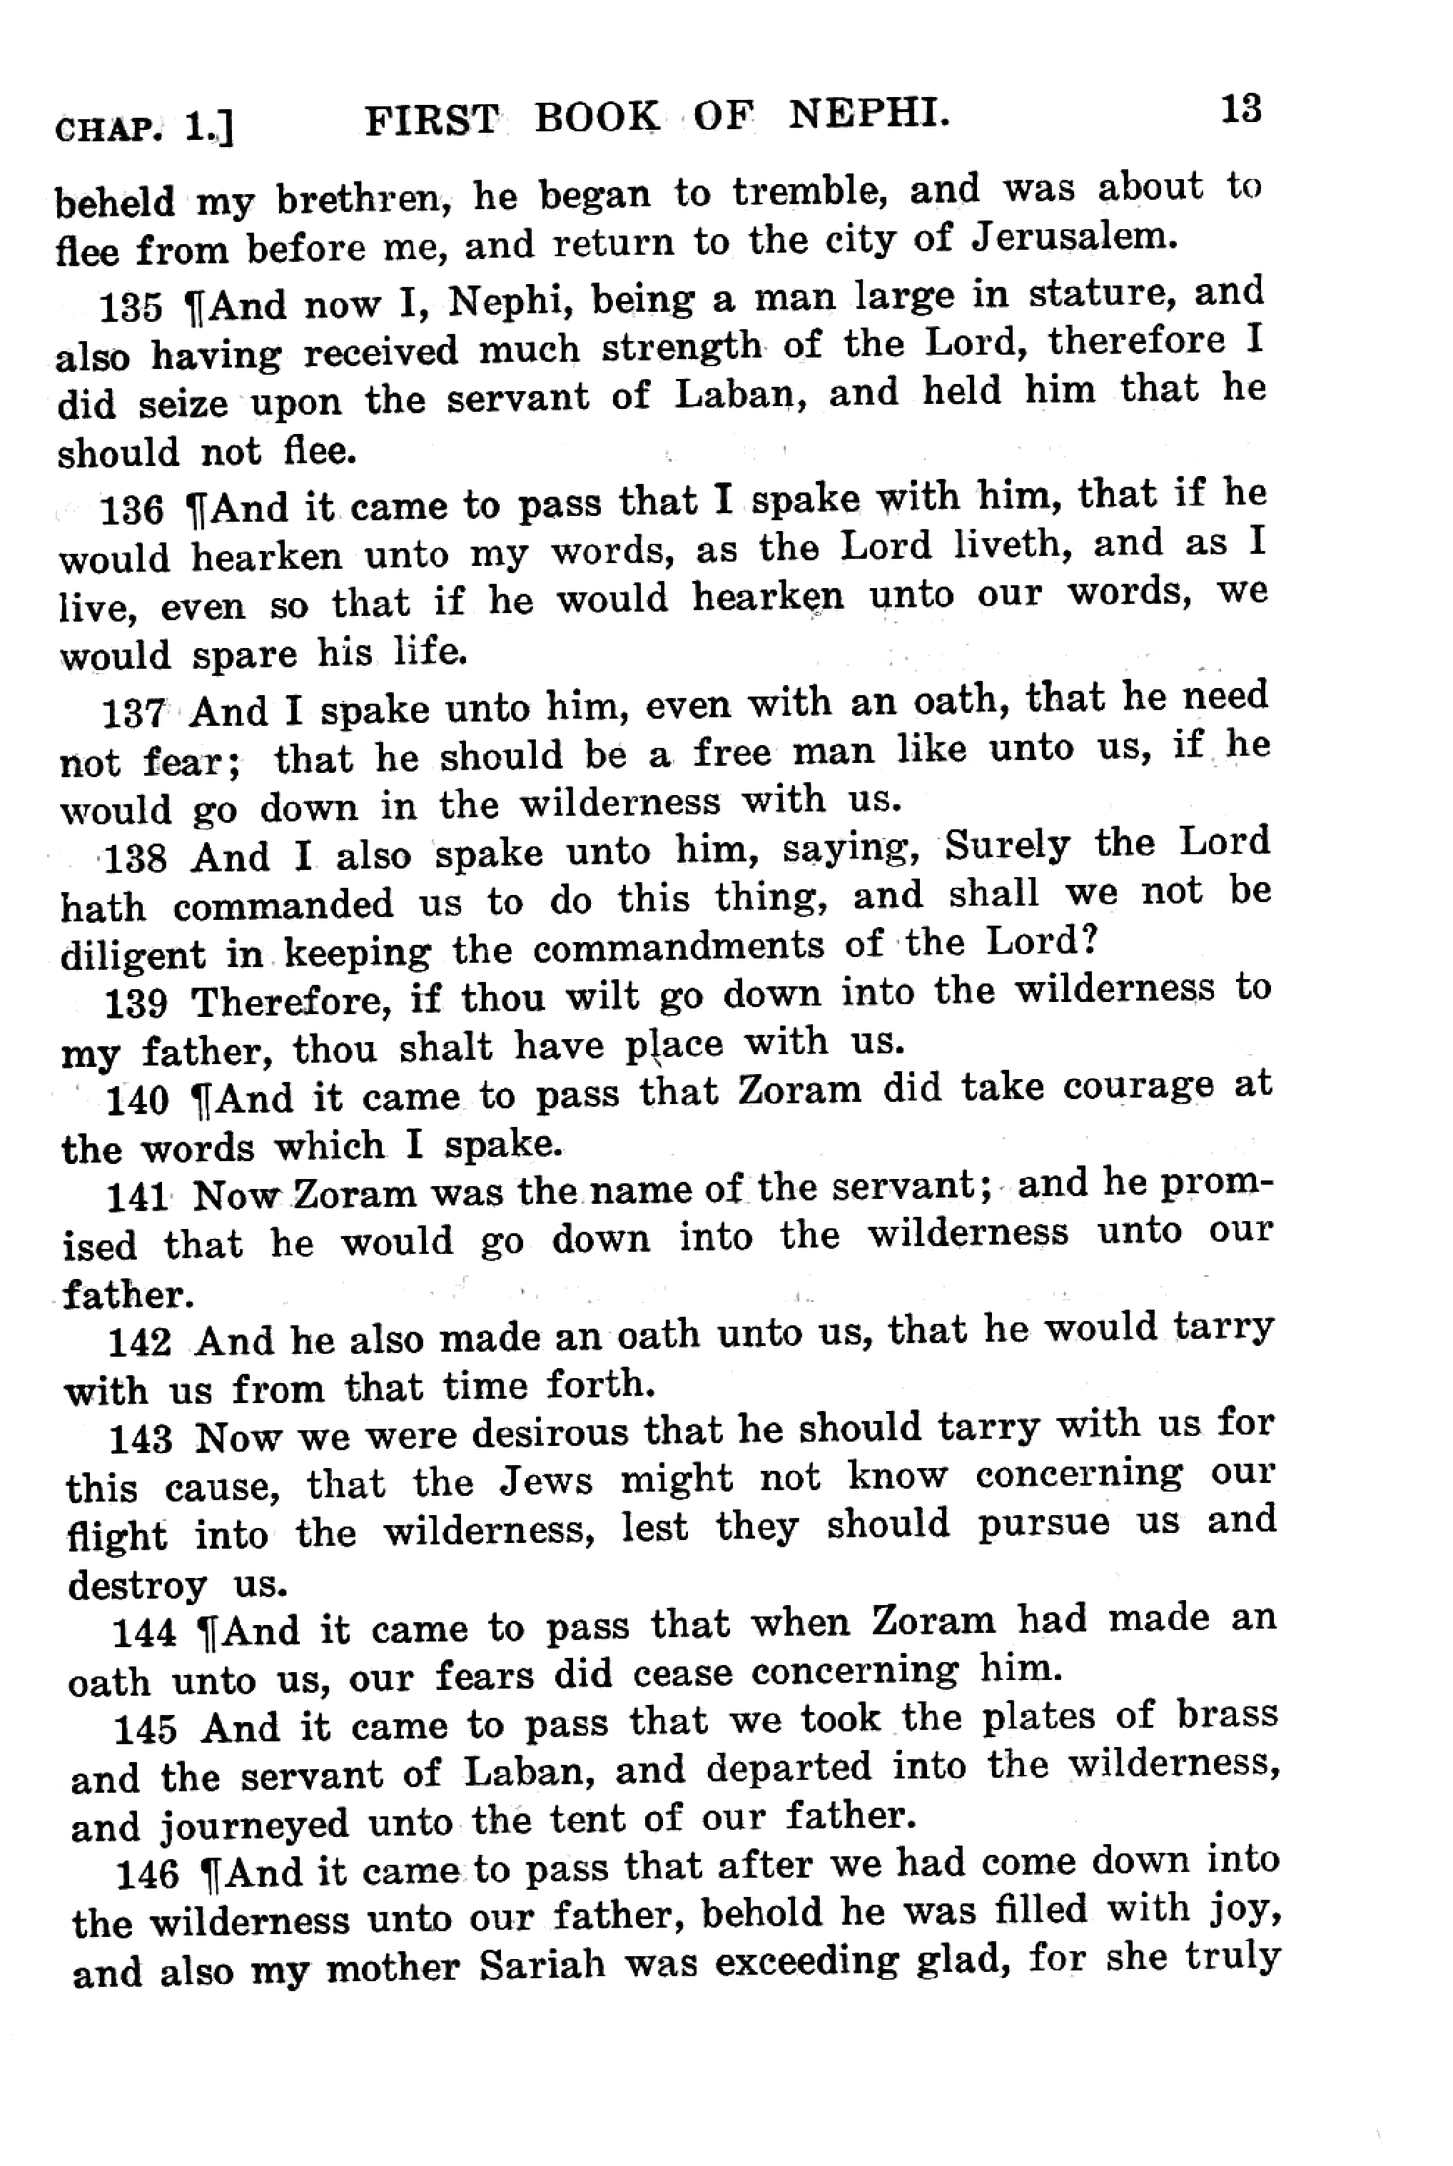 CHAP. 1.] FIRST BOOK OF NEPHI. 13
beheld my brethren, he began to tremble, and was about to
flee from before me, and return to the city of Jerusalem.
135 ¶And now I, Nephi, being a man large in stature, and
also having received much strength of the Lord, therefore I
did seize upon the servant of Laban, and held him that he
should not flee.
136 ¶And it came to pass that I spake with him, that if he
would hearken unto my words, as the Lord liveth, and as I
live, even so that if he would hearken unto our words, we
would spare his life.
137 And I spake unto him, even with an oath, that he need
not fear; that he should be a free man like unto us, if he
would go down in the wilderness with us.
138 And I also spake unto him, saying, Surely the Lord
hath commanded us to do this thing, and shall we not be
diligent in keeping the commandments of the Lord?
139 Therefore, if thou wilt go down into the wilderness to
my father, thou shalt have place with us.
140 ¶And it came to pass that Zoram did take courage at
the words which I spake.
141 Now Zoram was the name of the servant; and he prom-
ised that he would go down into the wilderness unto our
father.
142 And he also made an oath unto us, that he would tarry
with us from that time forth.
143 Now we were desirous that he should tarry with us for
this cause, that the Jews might not know concerning our
flight into the wilderness, lest they should pursue us and
destroy us.
144 ¶And it came to pass that when Zoram had made an
oath unto us, our fears did cease concerning him.
145 And it came to pass that we took the plates of brass
and the servant of Laban, and departed into the wilderness,
and journeyed unto the tent of our father.
146 ¶And it came to pass that after we had come down into
the wilderness unto our father, behold he was filled with joy,
and also my mother Sariah was exceeding glad, for she truly